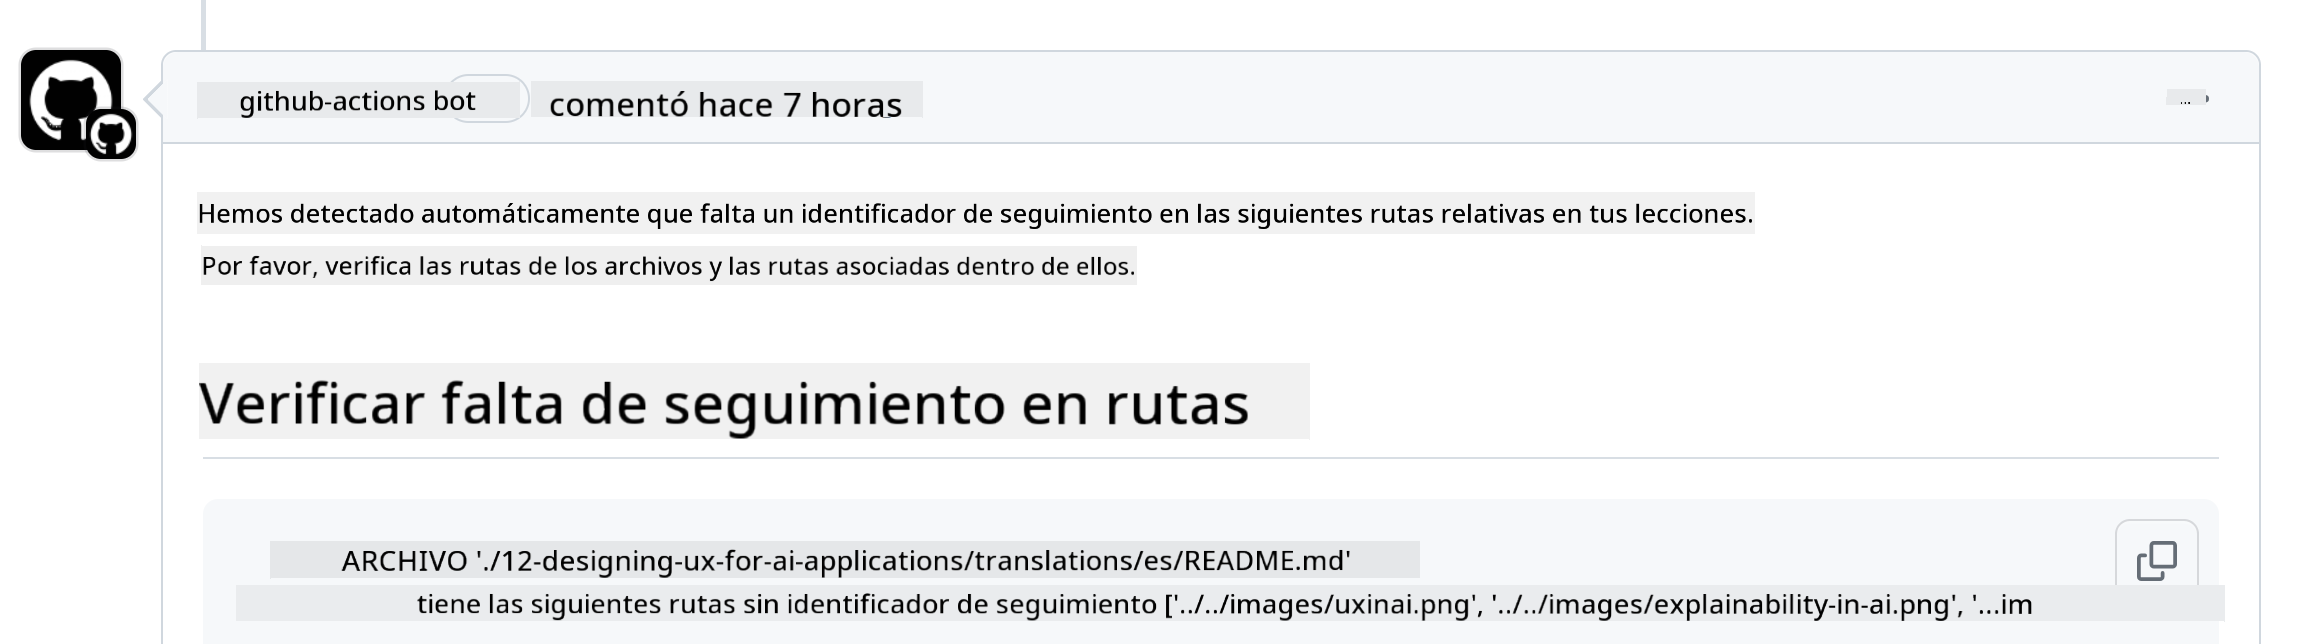 github-actions bot comentó hace 7 horas ...
Hemos detectado automáticamente que falta un identificador de seguimiento en las siguientes rutas relativas en tus lecciones.
Por favor, verifica las rutas de los archivos y las rutas asociadas dentro de ellos.
Verificar falta de seguimiento en rutas
ARCHIVO './12-designing-ux-for-ai-applications/translations/es/README.md'
tiene las siguientes rutas sin identificador de seguimiento ['../../images/uxinai.png', '../../images/explainability-in-ai.png', '...im